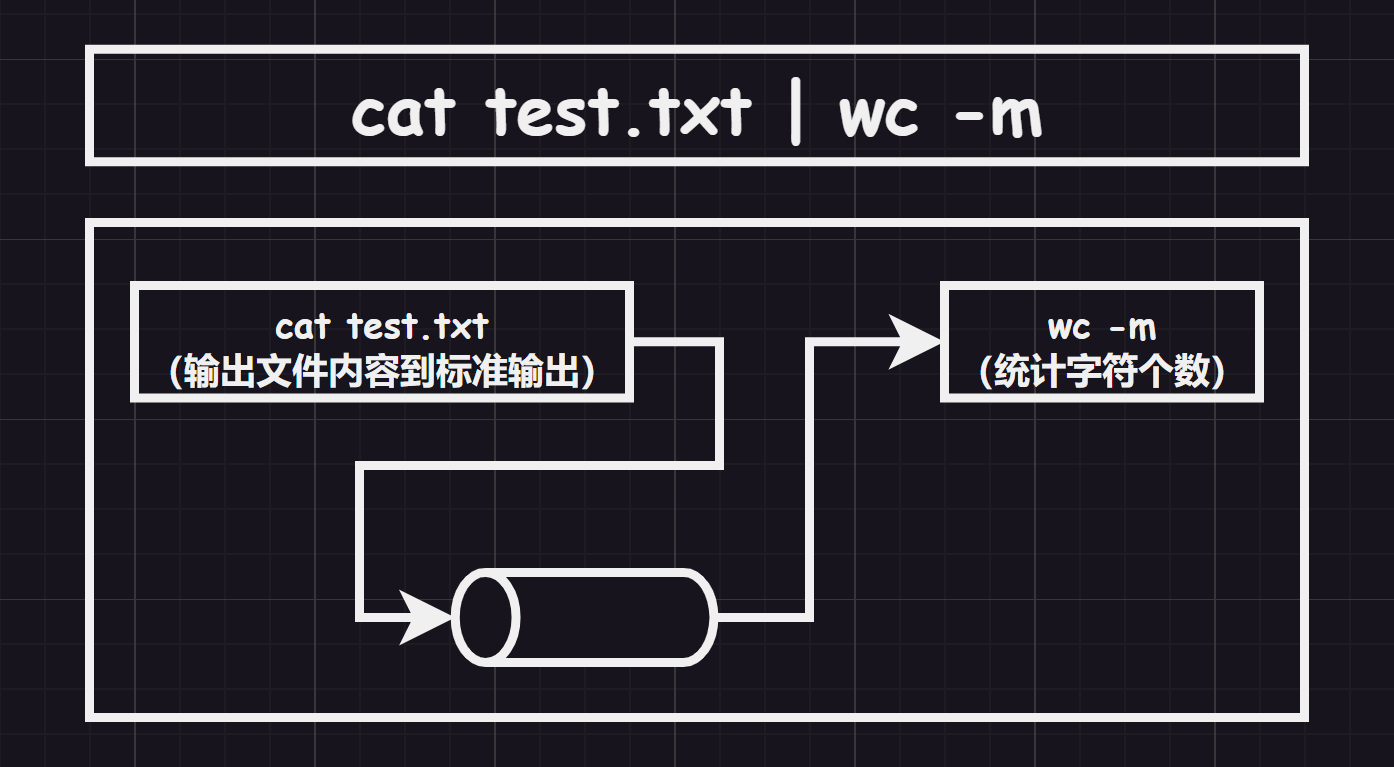 cat test.txt | wc -m
cat test.txt
（输出文件内容到标准输出）
wc -m
（统计字符个数）